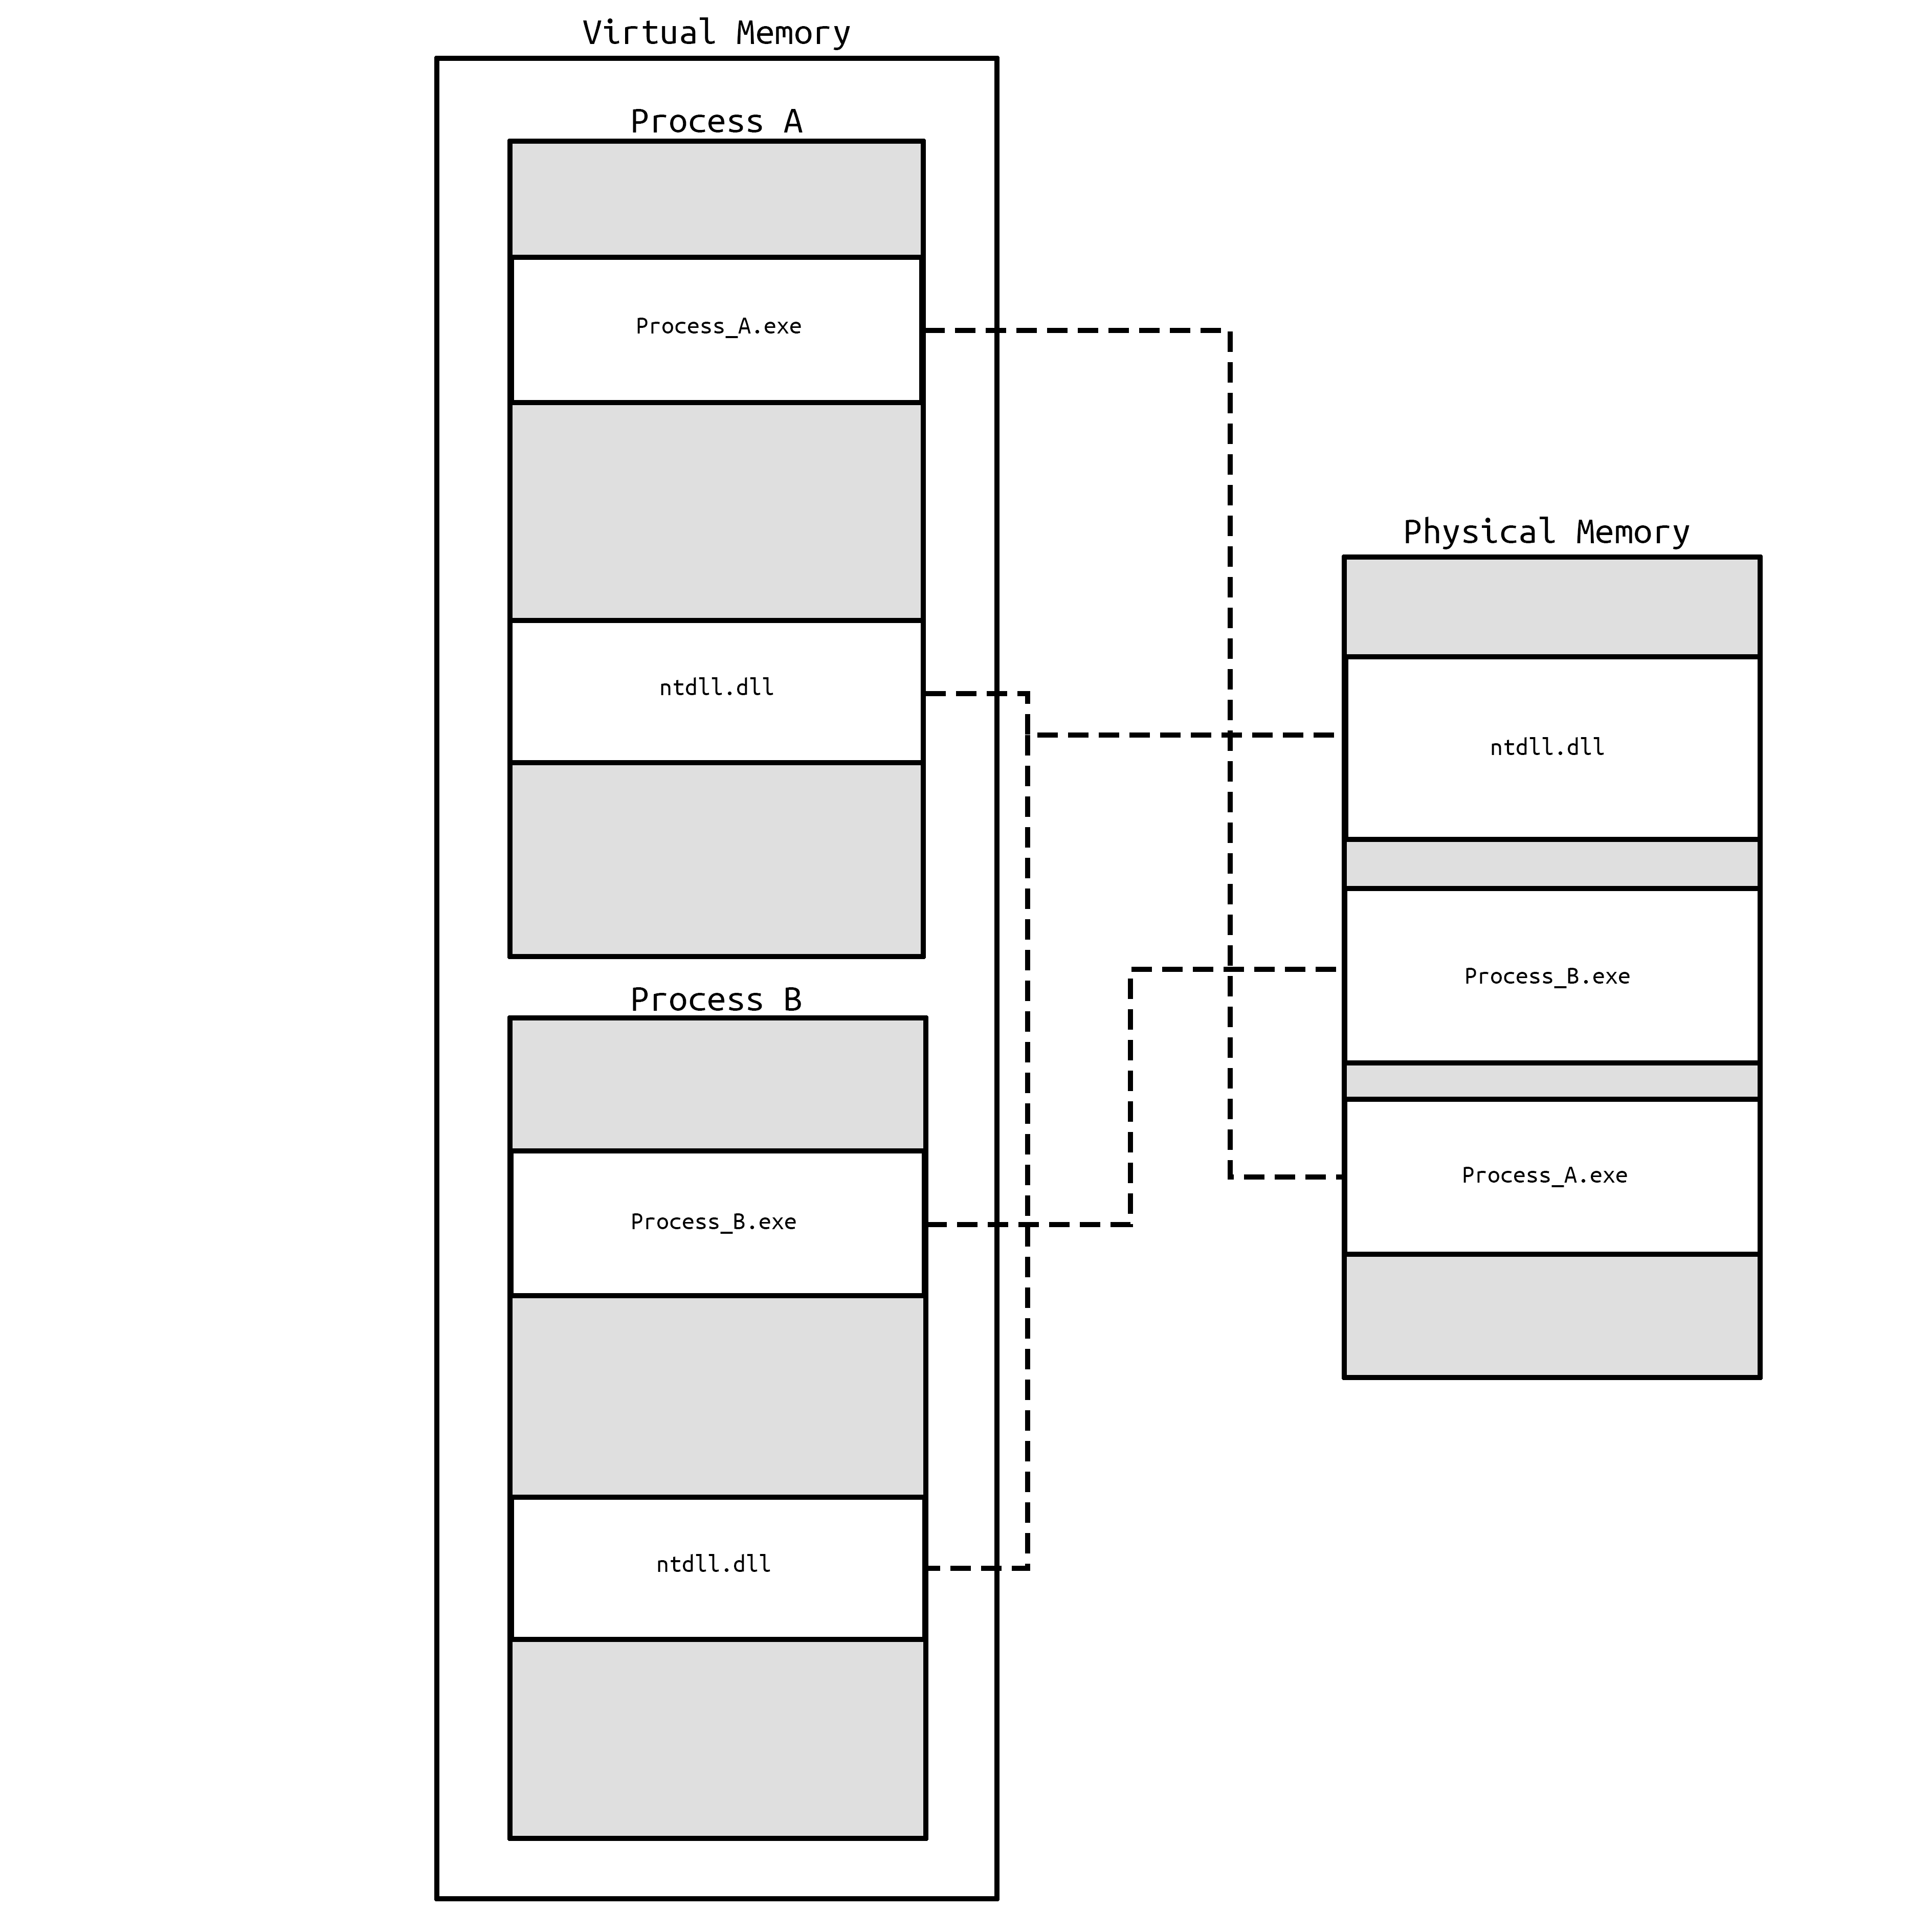 Virtual Memory
Process A
Process_A.exe
ntdll.dll
Process B
Process_B.exe
ntdll.dll
Physical Memory
ntdll.dll
Process_B.exe
Process_A.exe